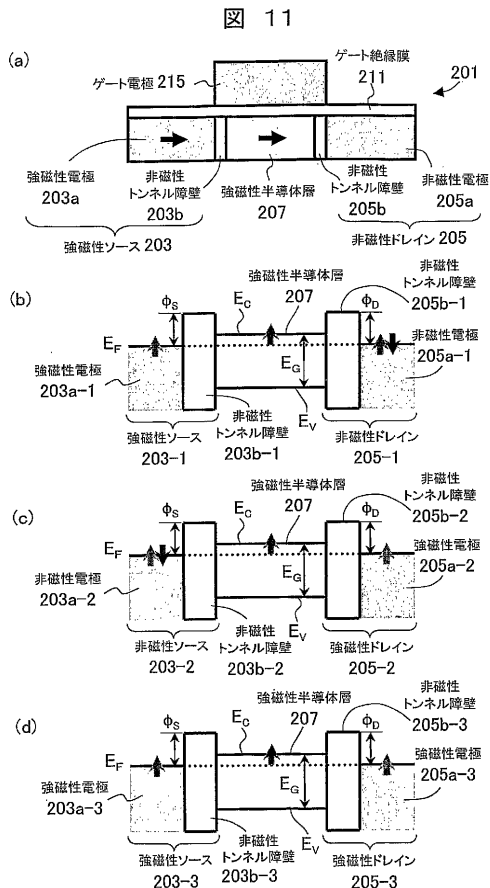 図 11
(a)
ゲート電極 215
ゲート絶縁膜
211
201
強磁性電極
203a
非磁性
トンネル障壁
203b
強磁性半導体層
207
非磁性
トンネル障壁
205b
非磁性電極
205a
強磁性ソース 203
非磁性ドレイン 205
(b)
ΦS
EC
強磁性半導体層
207
ΦD
非磁性
トンネル障壁
205b-1
EF
EG
非磁性電極
205a-1
強磁性電極
203a-1
EV
強磁性ソース
203-1
非磁性
トンネル障壁
203b-1
非磁性ドレイン
205-1
(c)
ΦS
EC
強磁性半導体層
207
ΦD
非磁性
トンネル障壁
205b-2
EF
EG
強磁性電極
205a-2
非磁性電極
203a-2
EV
非磁性ソース
203-2
非磁性
トンネル障壁
203b-2
強磁性ドレイン
205-2
(d)
ΦS
EC
強磁性半導体層
207
ΦD
非磁性
トンネル障壁
205b-3
EF
EG
強磁性電極
205a-3
強磁性電極
203a-3
EV
強磁性ソース
203-3
非磁性
トンネル障壁
203b-3
強磁性ドレイン
205-3